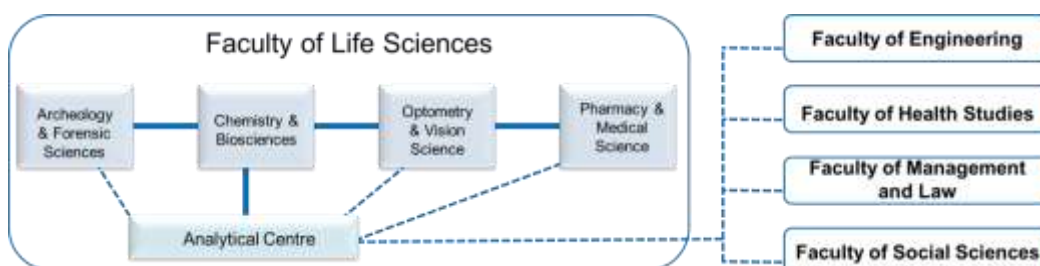 Faculty of Life Sciences
Archeology
& Forensic
Sciences
Chemistry &
Biosciences
Optometry
& Vision
Science
Pharmacy &
Medical
Science
Analytical Centre
Faculty of Engineering
Faculty of Health Studies
Faculty of Management
and Law
Faculty of Social Sciences